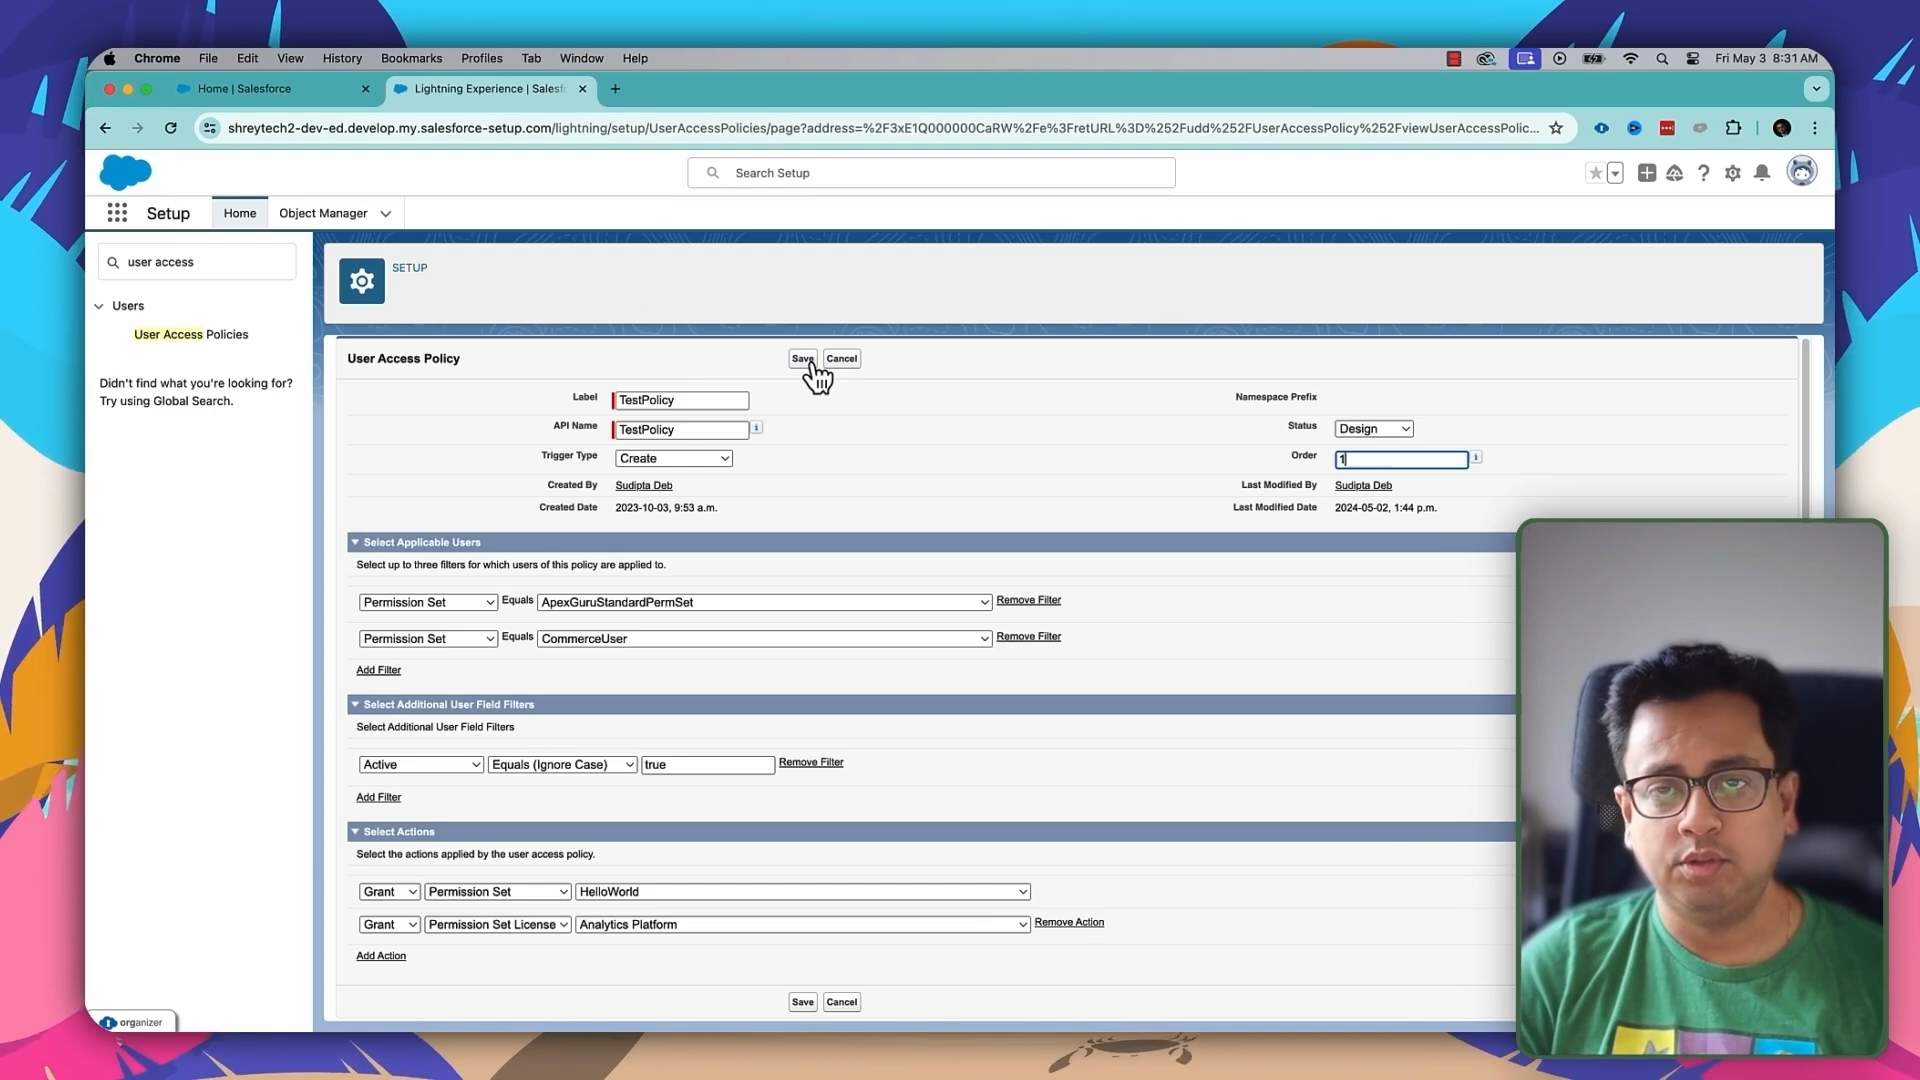 Chrome File Edit View History Bookmarks Profiles Tab Window Help Fri May 3 8:31 AM
Home | Salesforce Lightning Experience | Salesf
shreytech2-dev-ed.develop.my.salesforce-setup.com/lightning/setup/UserAccessPolicies/page?address=%2F3xE1Q000000CaRW%2Fe%3FretURL%3D%252Fudd%252FUserAccessPolicy%252FviewUserAccessPolic...
Search Setup
Setup Home Object Manager
user access
SETUP
Users
User Access Policies
Didn't find what you're looking for?
Try using Global Search.
User Access Policy Save Cancel
Label TestPolicy Namespace Prefix
API Name TestPolicy Status Design
Trigger Type Create Order 1
Created By Sudipta Deb Last Modified By Sudipta Deb
Created Date 2023-10-03, 9:53 a.m. Last Modified Date 2024-05-02, 1:44 p.m.
Select Applicable Users
Select up to three filters for which users of this policy are applied to.
Permission Set Equals ApexGuruStandardPermSet Remove Filter
Permission Set Equals CommerceUser Remove Filter
Add Filter
Select Additional User Field Filters
Select Additional User Field Filters
Active Equals (Ignore Case) true Remove Filter
Add Filter
Select Actions
Select the actions applied by the user access policy.
Grant Permission Set HelloWorld
Grant Permission Set License Analytics Platform Remove Action
Add Action
Save Cancel
organizer